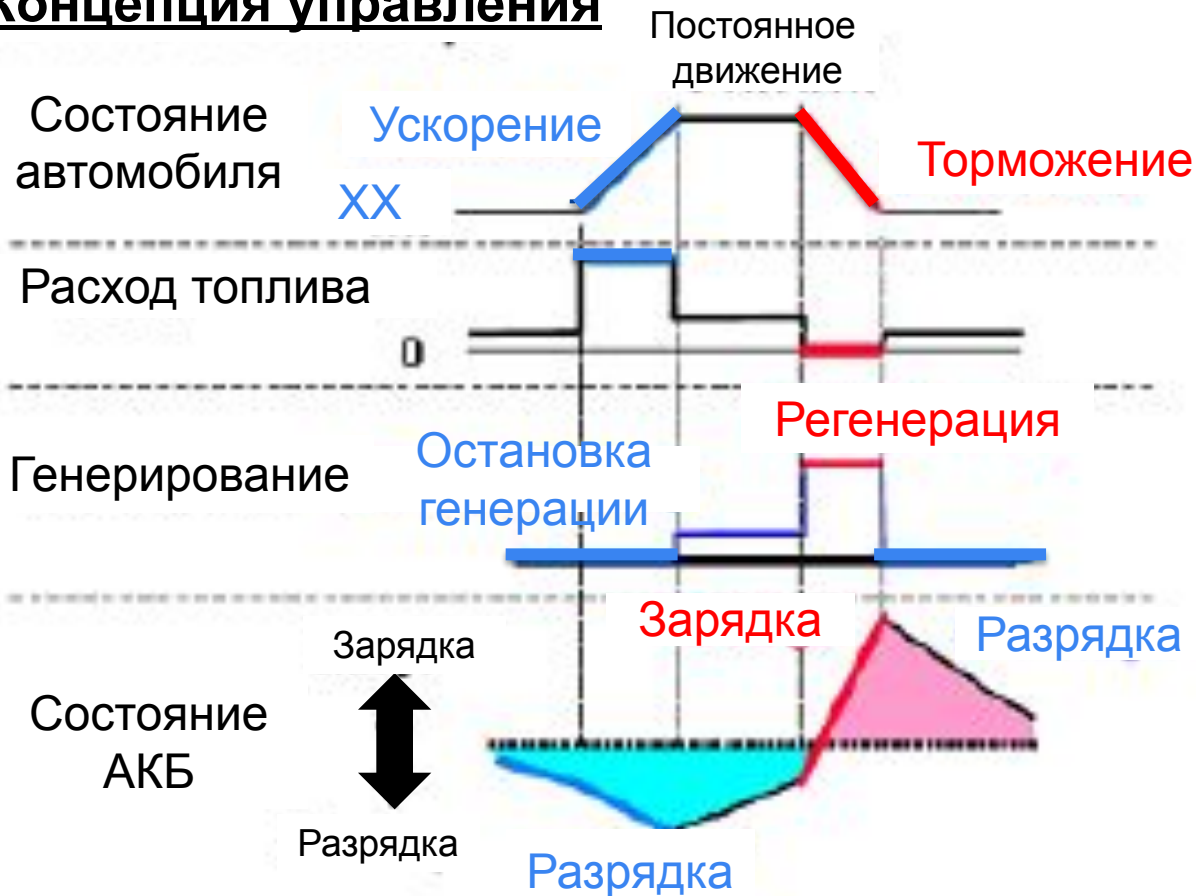 Концепция управления
Постоянное
движение
Состояние
автомобиля
Ускорение
ХХ
Торможение
Расход топлива
0
Регенерация
Генерирование
Остановка
генерации
Зарядка
Разрядка
Зарядка
Состояние
АКБ
Разрядка
Разрядка